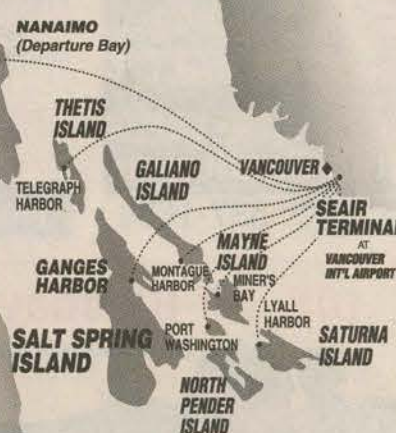 NANAIMO
(Departure Bay)
THETIS
ISLAND
TELEGRAPH
HARBOR
GALIANO
ISLAND
VANCOUVER
SEAIR
TERMINAL
AT
VANCOUVER
INT'L AIRPORT
GANGES
HARBOR
MONTAGUE
HARBOR
MAYNE
ISLAND
MINER'S
BAY
LYALL
HARBOR
SALT SPRING
ISLAND
PORT
WASHINGTON
SATURNA
ISLAND
NORTH
PENDER
ISLAND